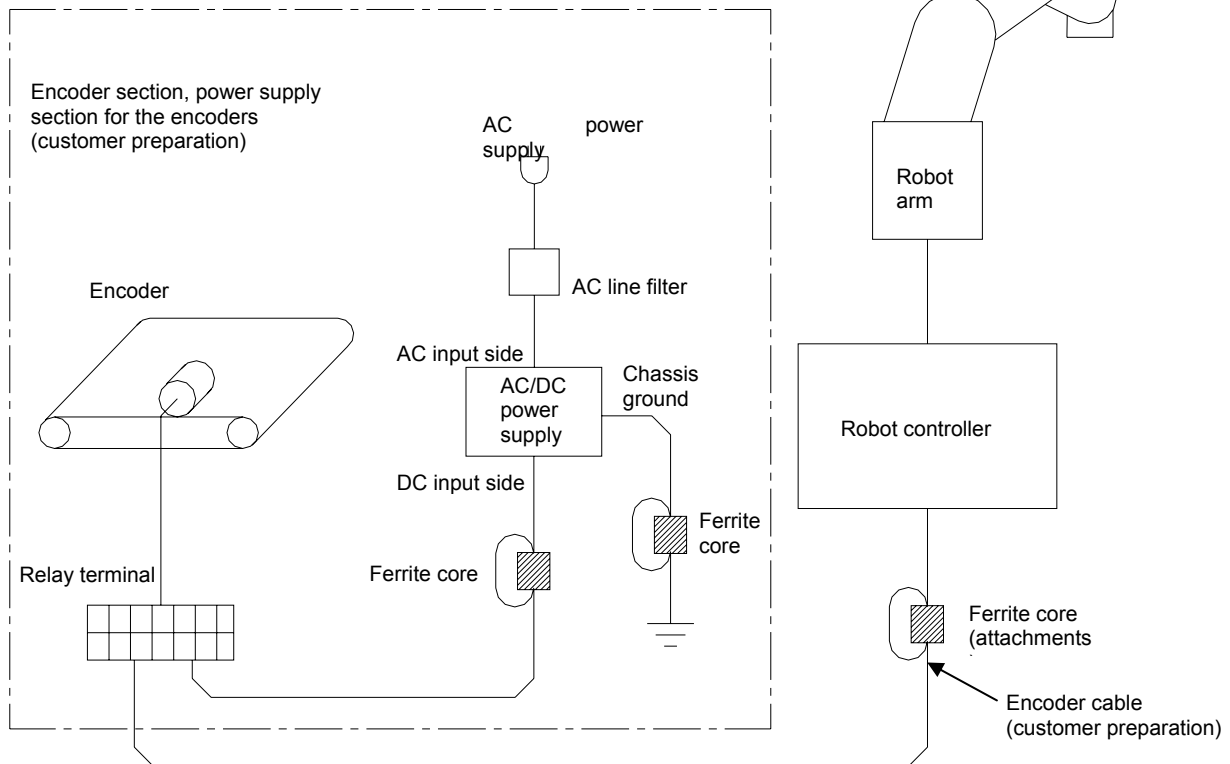 Encoder section, power supply
section for the encoders
(customer preparation)
AC power
supply
AC line filter
Encoder
AC input side
AC/DC
power
supply
Chassis
ground
DC input side
Ferrite
core
Ferrite core
Relay terminal
Robot
arm
Robot controller
Ferrite core
(attachments
Encoder cable
(customer preparation)